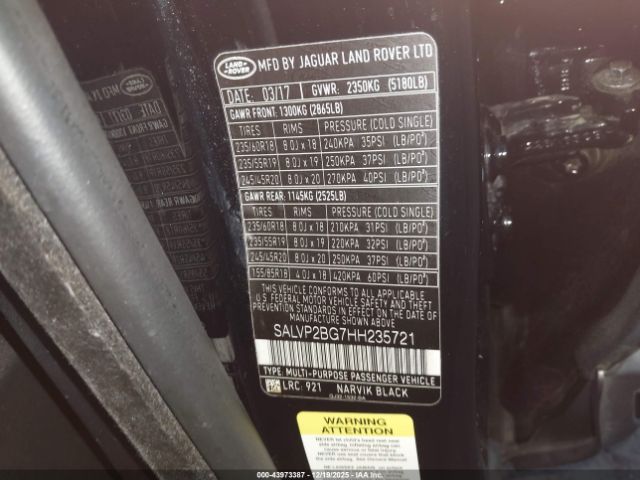 LAND ROVER
MFD BY JAGUAR LAND ROVER LTD
DATE: 03/17 GVWR: 2350KG (5180LB)
GAWR FRONT: 1300KG (2865LB)
TIRES RIMS PRESSURE (COLD SINGLE)
235/60R18 8.0J x 18 240KPA 35PSI (LB/PO²)
235/55R19 8.0J x 19 250KPA 37PSI (LB/PO²)
245/45R20 8.0J x 20 270KPA 40PSI (LB/PO²)
GAWR REAR: 1145KG (2525LB)
TIRES RIMS PRESSURE (COLD SINGLE)
235/60R18 8.0J x 18 210KPA 31PSI (LB/PO²)
235/55R19 8.0J x 19 220KPA 32PSI (LB/PO²)
245/45R20 8.0J x 20 250KPA 37PSI (LB/PO²)
155/85R18 4.0J x 18 420KPA 60PSI (LB/PO²)
THIS VEHICLE CONFORMS TO ALL APPLICABLE
U.S. FEDERAL MOTOR VEHICLE SAFETY AND THEFT
PREVENTION STANDARDS IN EFFECT ON THE DATE OF
MANUFACTURE SHOWN ABOVE
SALVP2BG7HH235721
TYPE: MULTI-PURPOSE PASSENGER VEHICLE
LRC: 921 NARVIK BLACK
WARNING
ATTENTION
000-43973387 - 12/19/2025 -